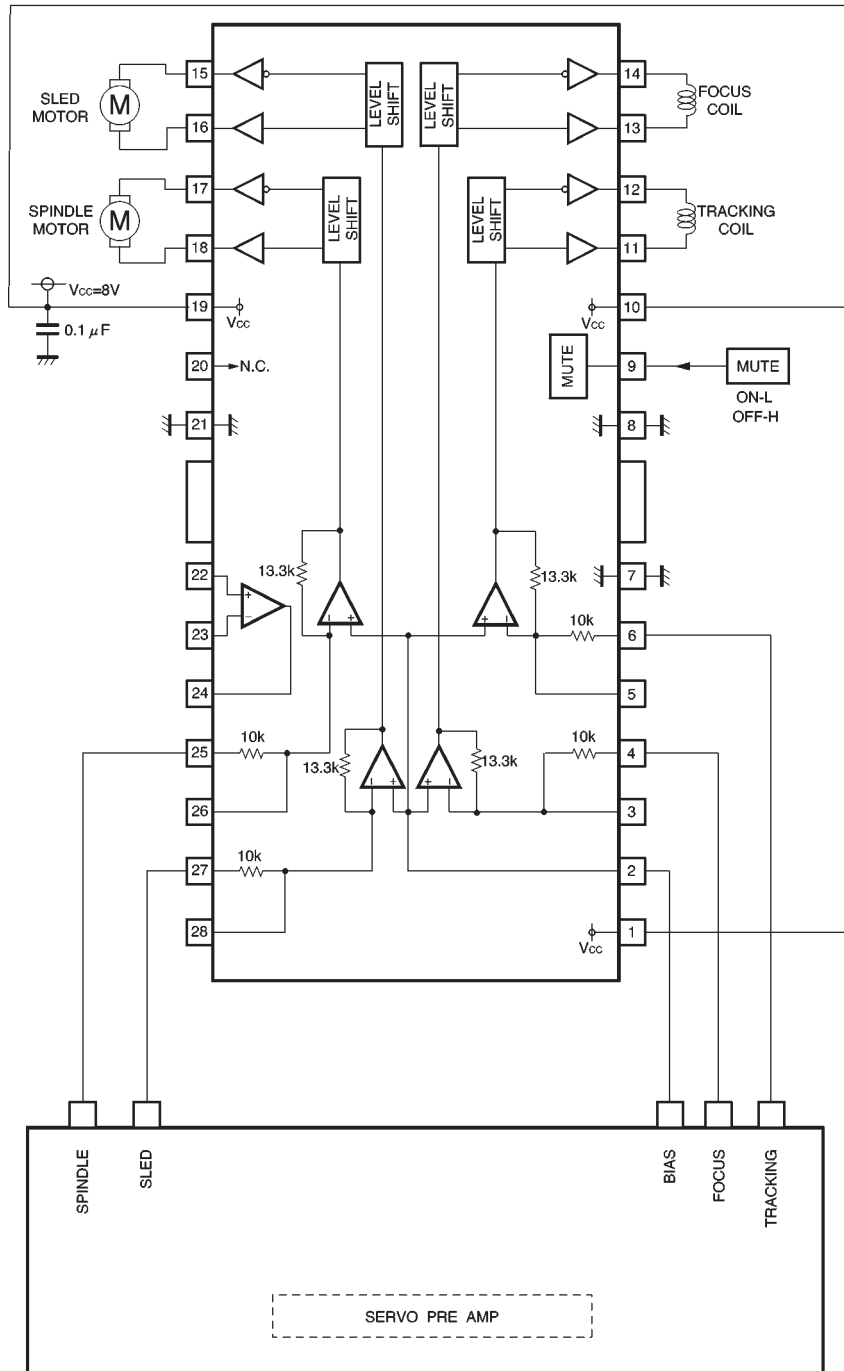 15
14
SLED
MOTOR
M
LEVEL
SHIFT
LEVEL
SHIFT
FOCUS
COIL
16
13
17
12
SPINDLE
MOTOR
M
LEVEL
SHIFT
LEVEL
SHIFT
TRACKING
COIL
18
11
Vcc=8V
19
Vcc
Vcc
10
0.1 μF
20
N.C.
MUTE
9
MUTE
ON-L
OFF-H
21
8
22
13.3k
13.3k
7
+
−
23
− +
+ −
10k
6
24
5
25
10k
13.3k
13.3k
10k
4
− +
+ −
26
3
27
10k
2
28
Vcc
1
SPINDLE
SLED
BIAS
FOCUS
TRACKING
SERVO PRE AMP